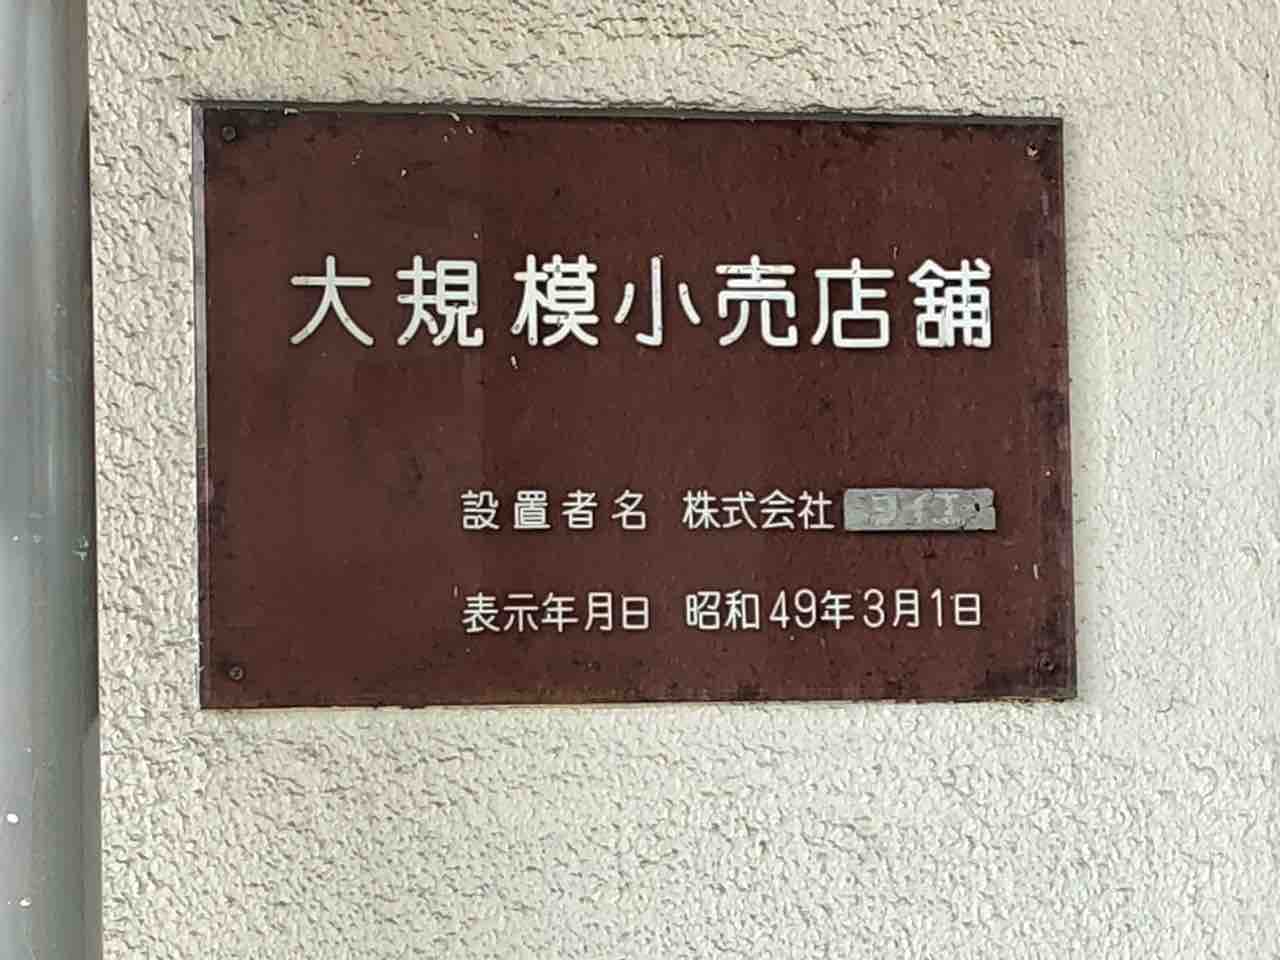 大規模小売店舗
設置者名 株式会社
表示年月日 昭和49年3月1日